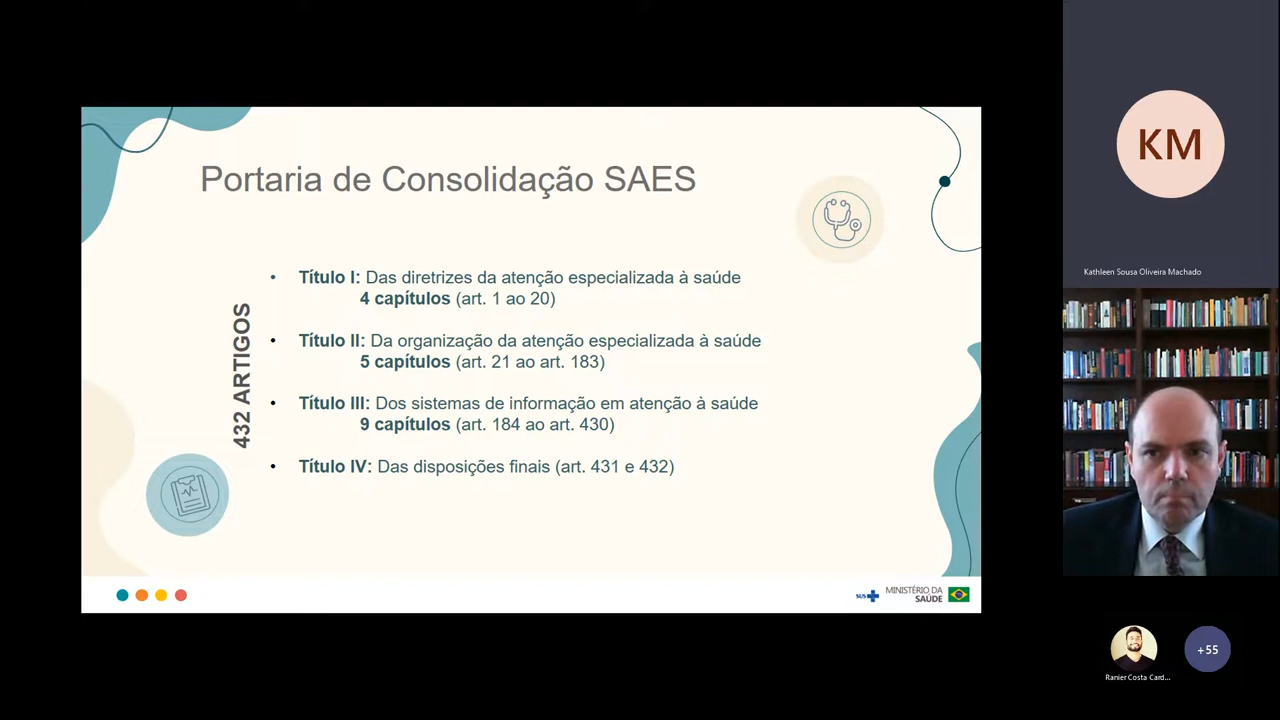 Portaria de Consolidação SAES
432 ARTIGOS
• Título I: Das diretrizes da atenção especializada à saúde
4 capítulos (art. 1 ao 20)
• Título II: Da organização da atenção especializada à saúde
5 capítulos (art. 21 ao art. 183)
• Título III: Dos sistemas de informação em atenção à saúde
9 capítulos (art. 184 ao art. 430)
• Título IV: Das disposições finais (art. 431 e 432)
SUS
MINISTÉRIO DA
SAÚDE
KM
Kathleen Sousa Oliveira Machado
Ranier Costa Card...
+55